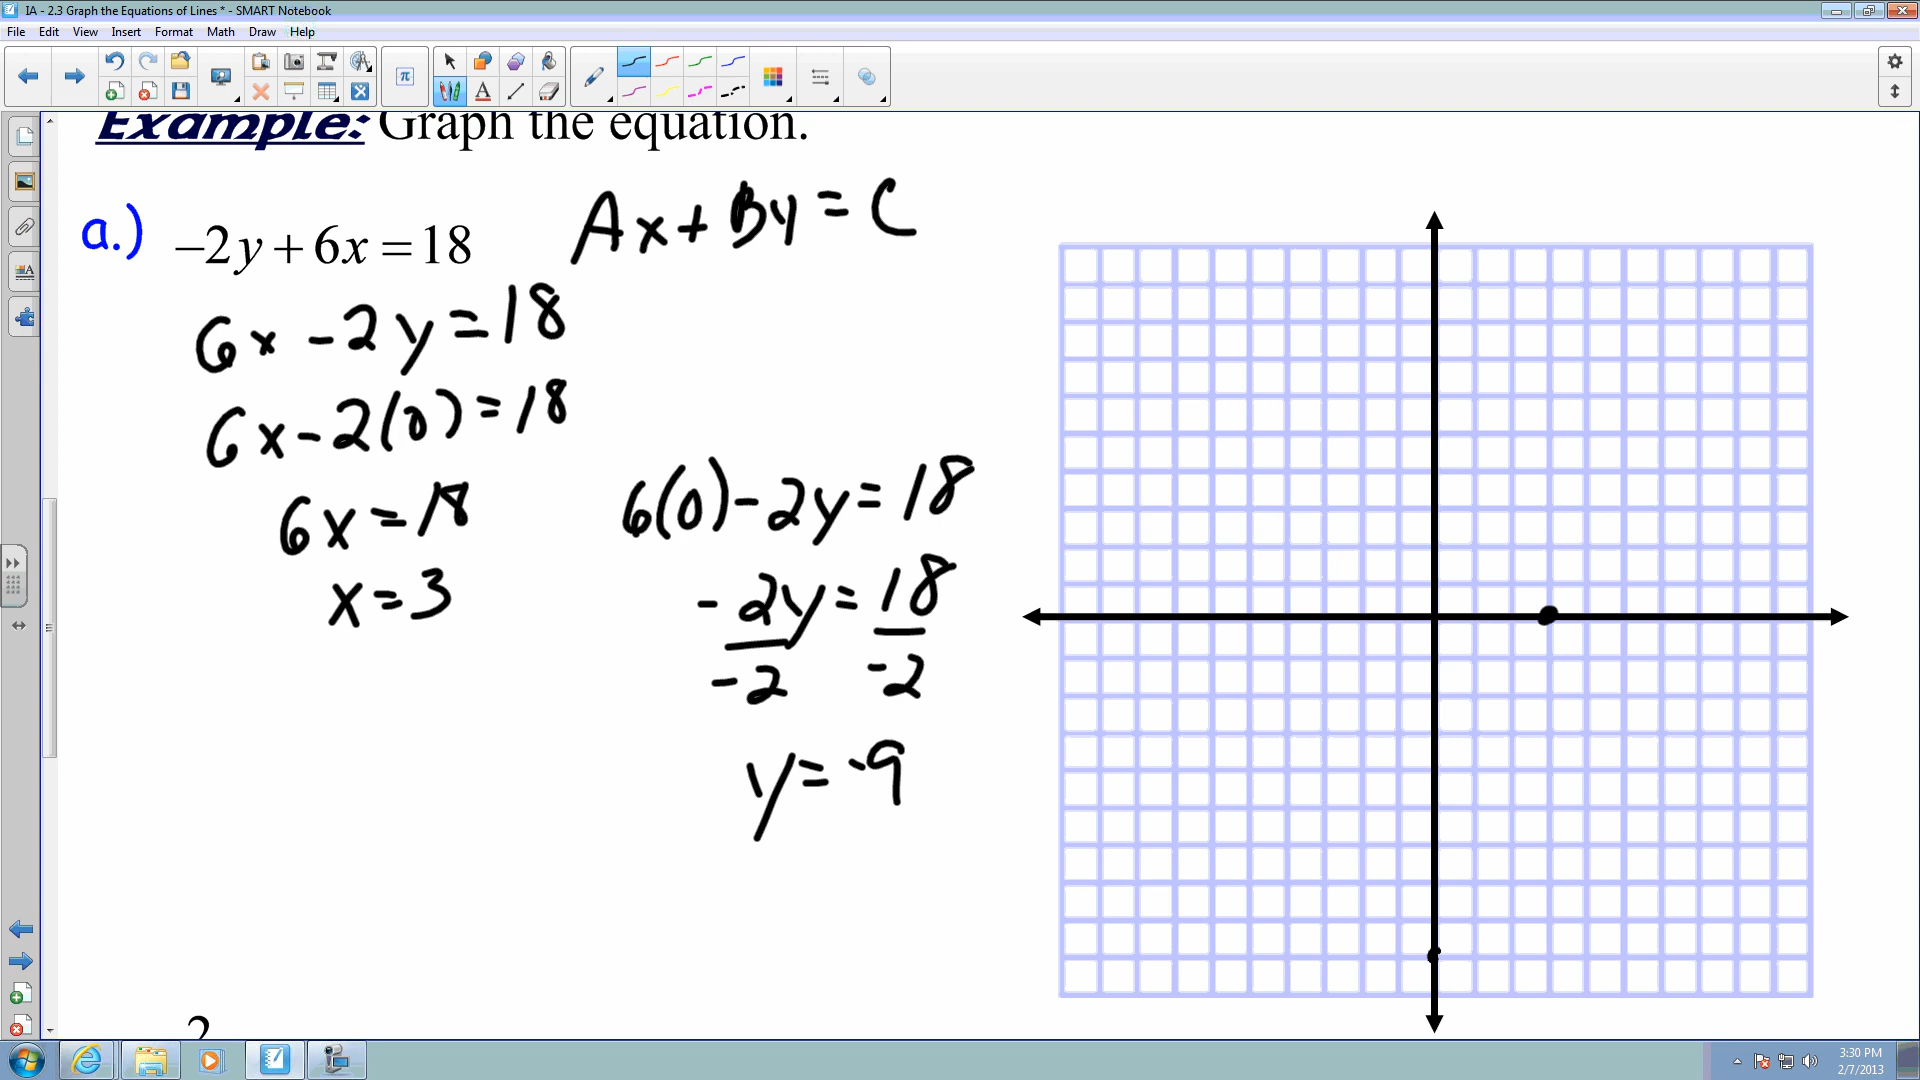 IA - 2.3 Graph the Equations of Lines * - SMART Notebook
File Edit View Insert Format Math Draw Help
Example: Graph the equation.
a.) −2y + 6x = 18
Ax + By = C
6x - 2y = 18
6x - 2(0) = 18
6x = 18
x = 3
6(0) - 2y = 18
-2y = 18
-2 -2
y = -9
2
3:30 PM
2/7/2013